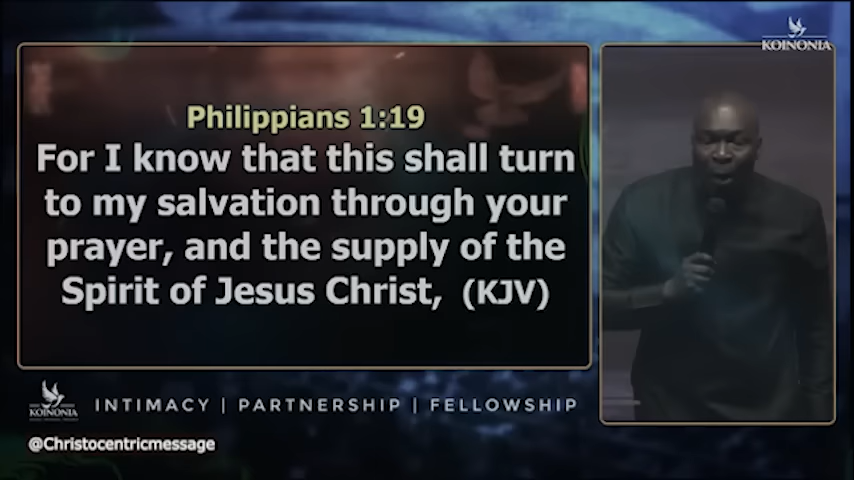 KOINONIA
Philippians 1:19
For I know that this shall turn
to my salvation through your
prayer, and the supply of the
Spirit of Jesus Christ, (KJV)
KOINONIA
INTIMACY | PARTNERSHIP | FELLOWSHIP
@Christocentricmessage